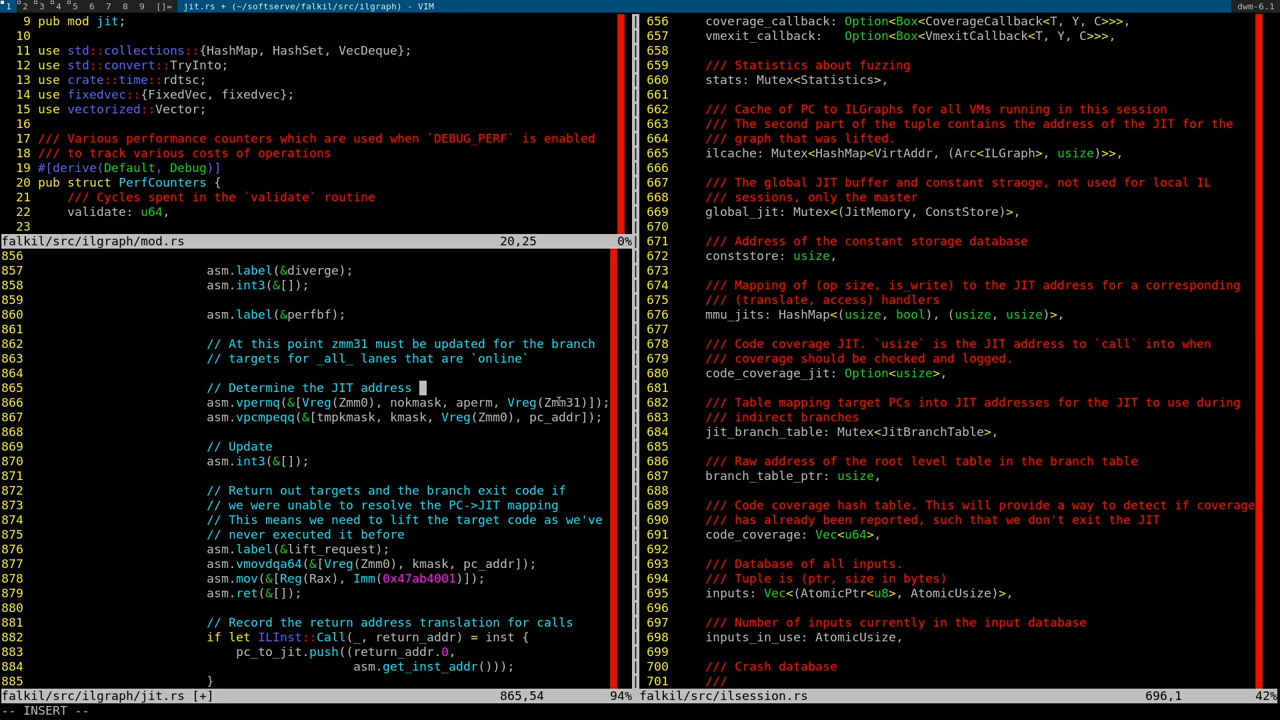 1 2 3 4 5 6 7 8 9 []= jit.rs + (~/softserve/falkil/src/ilgraph) - VIM dwm-6.1
9 pub mod jit;
10
11 use std::collections::{HashMap, HashSet, VecDeque};
12 use std::convert::TryInto;
13 use crate::time::rdtsc;
14 use fixedvec::{FixedVec, fixedvec};
15 use vectorized::Vector;
16
17 /// Various performance counters which are used when `DEBUG_PERF` is enabled
18 /// to track various costs of operations
19 #[derive(Default, Debug)]
20 pub struct PerfCounters {
21 /// Cycles spent in the `validate` routine
22 validate: u64,
23
falkil/src/ilgraph/mod.rs 20,25 0%
856
857 asm.label(&diverge);
858 asm.int3(&[]);
859
860 asm.label(&perfbf);
861
862 // At this point zmm31 must be updated for the branch
863 // targets for _all_ lanes that are `online`
864
865 // Determine the JIT address
866 asm.vpermq(&[Vreg(Zmm0), nokmask, aperm, Vreg(Zmm31)]);
867 asm.vpcmpeqq(&[tmpkmask, kmask, Vreg(Zmm0), pc_addr]);
868
869 // Update
870 asm.int3(&[]);
871
872 // Return out targets and the branch exit code if
873 // we were unable to resolve the PC->JIT mapping
874 // This means we need to lift the target code as we've
875 // never executed it before
876 asm.label(&lift_request);
877 asm.vmovdqa64(&[Vreg(Zmm0), kmask, pc_addr]);
878 asm.mov(&[Reg(Rax), Imm(0x47ab4001)]);
879 asm.ret(&[]);
880
881 // Record the return address translation for calls
882 if let ILInst::Call(_, return_addr) = inst {
883 pc_to_jit.push((return_addr.0,
884 asm.get_inst_addr()));
885 }
falkil/src/ilgraph/jit.rs [+] 865,54 94%
656 coverage_callback: Option<Box<CoverageCallback<T, Y, C>>>,
657 vmexit_callback: Option<Box<VmexitCallback<T, Y, C>>>,
658
659 /// Statistics about fuzzing
660 stats: Mutex<Statistics>,
661
662 /// Cache of PC to ILGraphs for all VMs running in this session
663 /// The second part of the tuple contains the address of the JIT for the
664 /// graph that was lifted.
665 ilcache: Mutex<HashMap<VirtAddr, (Arc<ILGraph>, usize)>>,
666
667 /// The global JIT buffer and constant straoge, not used for local IL
668 /// sessions, only the master
669 global_jit: Mutex<(JitMemory, ConstStore)>,
670
671 /// Address of the constant storage database
672 conststore: usize,
673
674 /// Mapping of (op size, is_write) to the JIT address for a corresponding
675 /// (translate, access) handlers
676 mmu_jits: HashMap<(usize, bool), (usize, usize)>,
677
678 /// Code coverage JIT. `usize` is the JIT address to `call` into when
679 /// coverage should be checked and logged.
680 code_coverage_jit: Option<usize>,
681
682 /// Table mapping target PCs into JIT addresses for the JIT to use during
683 /// indirect branches
684 jit_branch_table: Mutex<JitBranchTable>,
685
686 /// Raw address of the root level table in the branch table
687 branch_table_ptr: usize,
688
689 /// Code coverage hash table. This will provide a way to detect if coverage
690 /// has already been reported, such that we don't exit the JIT
691 code_coverage: Vec<u64>,
692
693 /// Database of all inputs.
694 /// Tuple is (ptr, size in bytes)
695 inputs: Vec<(AtomicPtr<u8>, AtomicUsize)>,
696
697 /// Number of inputs currently in the input database
698 inputs_in_use: AtomicUsize,
699
700 /// Crash database
701 ///
falkil/src/ilsession.rs 696,1 42%
-- INSERT --